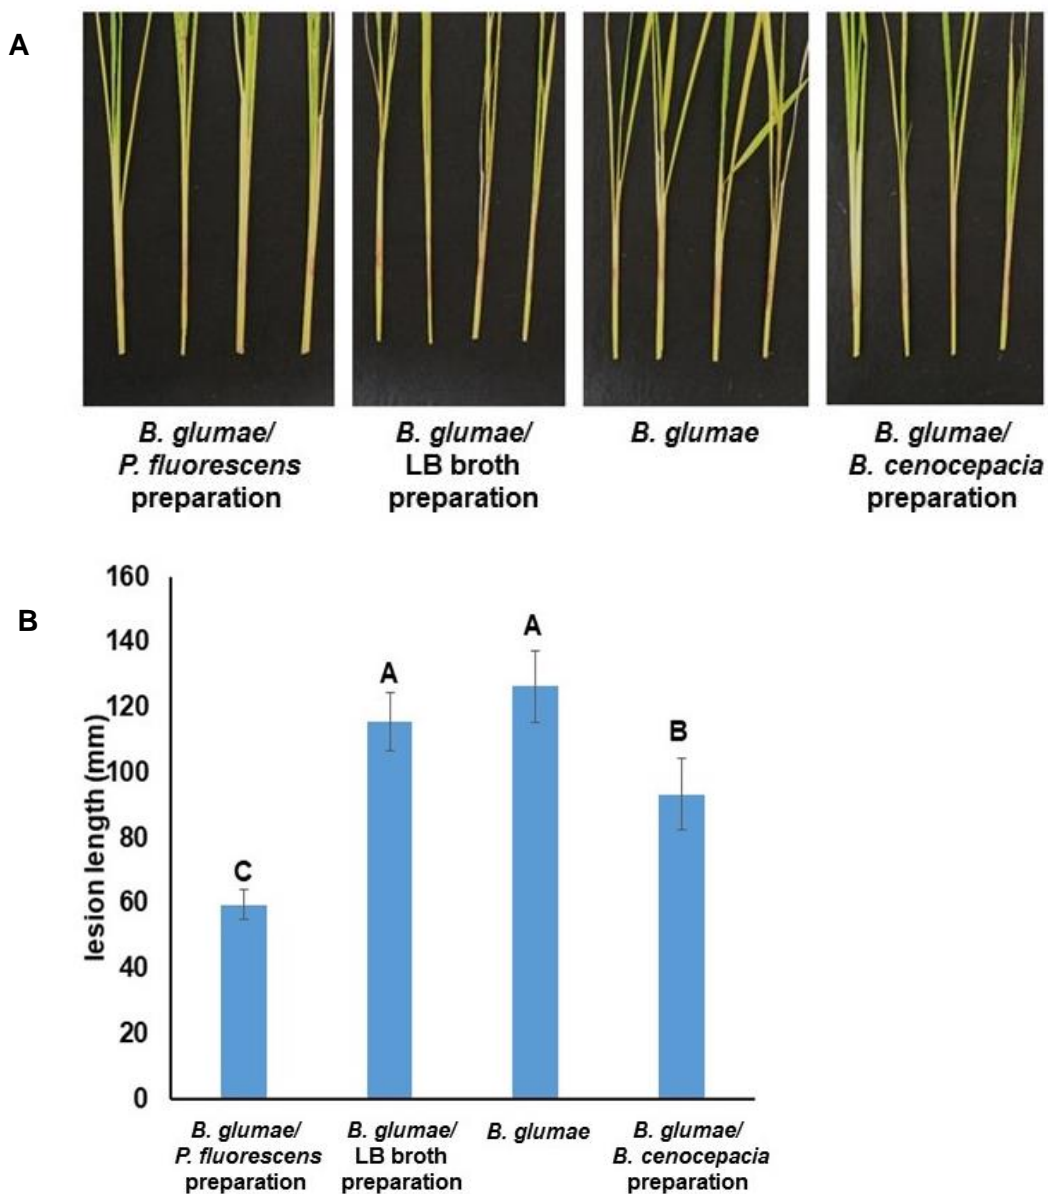 A
B. glumae/
P. fluorescens
preparation
B. glumae/
LB broth
preparation
B. glumae
B. glumae/
B. cenocepacia
preparation
B
lesion length (mm)
160
140
120
100
80
60
40
20
0
C
A
A
B
B. glumae/
P. fluorescens
preparation
B. glumae/
LB broth
preparation
B. glumae
B. glumae/
B. cenocepacia
preparation